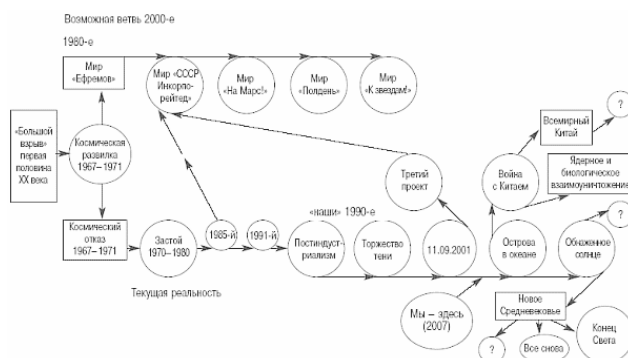 Возможная ветвь 2000-е
1980-е
Мир
«Ефремов»
Мир «СССР
Инкорпо-
рейтед»
Мир
«На Марс!»
Мир
«Полдень»
Мир
«К звездам!»
«Большой
взрыв»
первая
половина
XX века
Космическая
развилка
1967–1971
Всемирный
Китай
?
Третий
проект
Война
с Китаем
Ядерное и
биологическое
взаимоуничтожение
«наши» 1990-е
Космический
отказ
1967–1971
Застой
1970–1980
1985-й
1991-й
Постиндуст-
риализм
Торжество
тени
11.09.2001
Острова
в океане
Обнаженное
солнце
?
Текущая реальность
Мы – здесь
(2007)
Новое
Средневековье
?
Все снова
Конец
Света